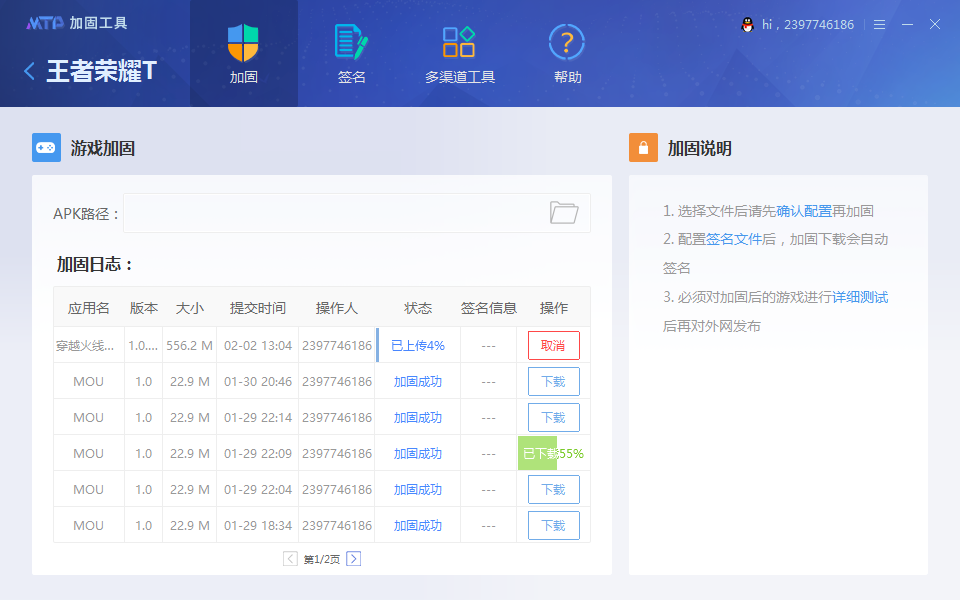 MTP 加固工具
hi，2397746186
王者荣耀T
加固
签名
多渠道工具
帮助
游戏加固
APK路径：
加固日志：
应用名 版本 大小 提交时间 操作人 状态 签名信息 操作
穿越火线... 1.0.... 556.2 M 02-02 13:04 2397746186 已上传4% --- 取消
MOU 1.0 22.9 M 01-30 20:46 2397746186 加固成功 --- 下载
MOU 1.0 22.9 M 01-29 22:14 2397746186 加固成功 --- 下载
MOU 1.0 22.9 M 01-29 22:09 2397746186 加固成功 --- 已下载55%
MOU 1.0 22.9 M 01-29 22:04 2397746186 加固成功 --- 下载
MOU 1.0 22.9 M 01-29 18:34 2397746186 加固成功 --- 下载
第1/2页
加固说明
1. 选择文件后请先确认配置再加固
2. 配置签名文件后，加固下载会自动
签名
3. 必须对加固后的游戏进行详细测试
后再对外网发布